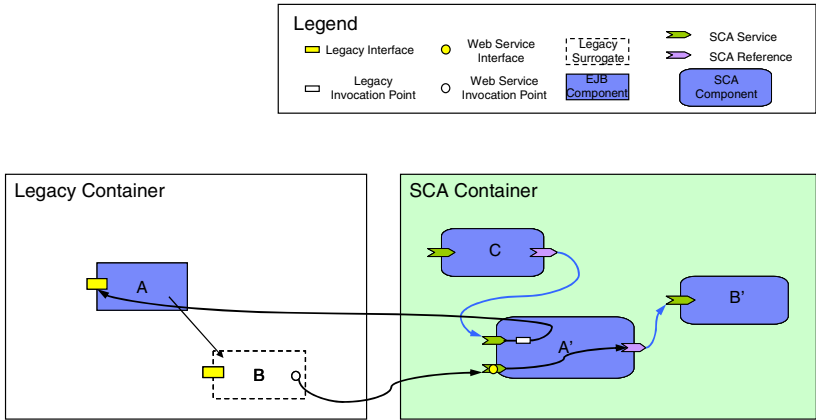 Legend
Legacy Interface
Web Service
Interface
Legacy
Surrogate
SCA Service
SCA Reference
Legacy
Invocation Point
Web Service
Invocation Point
EJB
Component
SCA
Component
Legacy Container
SCA Container
C
A
B'
A'
B